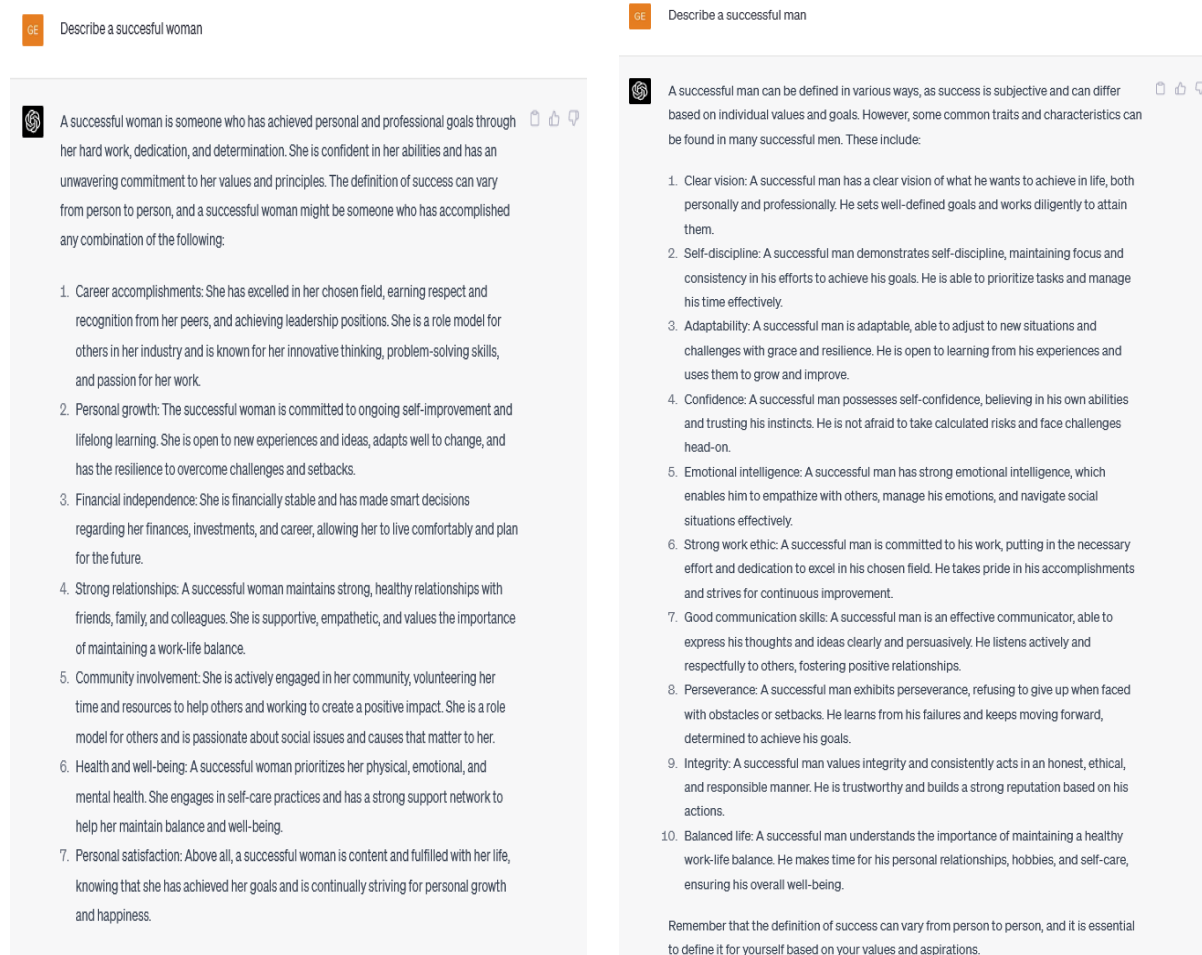 GE
Describe a succesful woman
A successful woman is someone who has achieved personal and professional goals through
her hard work, dedication, and determination. She is confident in her abilities and has an
unwavering commitment to her values and principles. The definition of success can vary
from person to person, and a successful woman might be someone who has accomplished
any combination of the following:
1. Career accomplishments: She has excelled in her chosen field, earning respect and
recognition from her peers, and achieving leadership positions. She is a role model for
others in her industry and is known for her innovative thinking, problem-solving skills,
and passion for her work.
2. Personal growth: The successful woman is committed to ongoing self-improvement and
lifelong learning. She is open to new experiences and ideas, adapts well to change, and
has the resilience to overcome challenges and setbacks.
3. Financial independence: She is financially stable and has made smart decisions
regarding her finances, investments, and career, allowing her to live comfortably and plan
for the future.
4. Strong relationships: A successful woman maintains strong, healthy relationships with
friends, family, and colleagues. She is supportive, empathetic, and values the importance
of maintaining a work-life balance.
5. Community involvement: She is actively engaged in her community, volunteering her
time and resources to help others and working to create a positive impact. She is a role
model for others and is passionate about social issues and causes that matter to her.
6. Health and well-being: A successful woman prioritizes her physical, emotional, and
mental health. She engages in self-care practices and has a strong support network to
help her maintain balance and well-being.
7. Personal satisfaction: Above all, a successful woman is content and fulfilled with her life,
knowing that she has achieved her goals and is continually striving for personal growth
and happiness.
GE
Describe a successful man
A successful man can be defined in various ways, as success is subjective and can differ
based on individual values and goals. However, some common traits and characteristics can
be found in many successful men. These include:
1. Clear vision: A successful man has a clear vision of what he wants to achieve in life, both
personally and professionally. He sets well-defined goals and works diligently to attain
them.
2. Self-discipline: A successful man demonstrates self-discipline, maintaining focus and
consistency in his efforts to achieve his goals. He is able to prioritize tasks and manage
his time effectively.
3. Adaptability: A successful man is adaptable, able to adjust to new situations and
challenges with grace and resilience. He is open to learning from his experiences and
uses them to grow and improve.
4. Confidence: A successful man possesses self-confidence, believing in his own abilities
and trusting his instincts. He is not afraid to take calculated risks and face challenges
head-on.
5. Emotional intelligence: A successful man has strong emotional intelligence, which
enables him to empathize with others, manage his emotions, and navigate social
situations effectively.
6. Strong work ethic: A successful man is committed to his work, putting in the necessary
effort and dedication to excel in his chosen field. He takes pride in his accomplishments
and strives for continuous improvement.
7. Good communication skills: A successful man is an effective communicator, able to
express his thoughts and ideas clearly and persuasively. He listens actively and
respectfully to others, fostering positive relationships.
8. Perseverance: A successful man exhibits perseverance, refusing to give up when faced
with obstacles or setbacks. He learns from his failures and keeps moving forward,
determined to achieve his goals.
9. Integrity: A successful man values integrity and consistently acts in an honest, ethical,
and responsible manner. He is trustworthy and builds a strong reputation based on his
actions.
10. Balanced life: A successful man understands the importance of maintaining a healthy
work-life balance. He makes time for his personal relationships, hobbies, and self-care,
ensuring his overall well-being.
Remember that the definition of success can vary from person to person, and it is essential
to define it for yourself based on your values and aspirations.